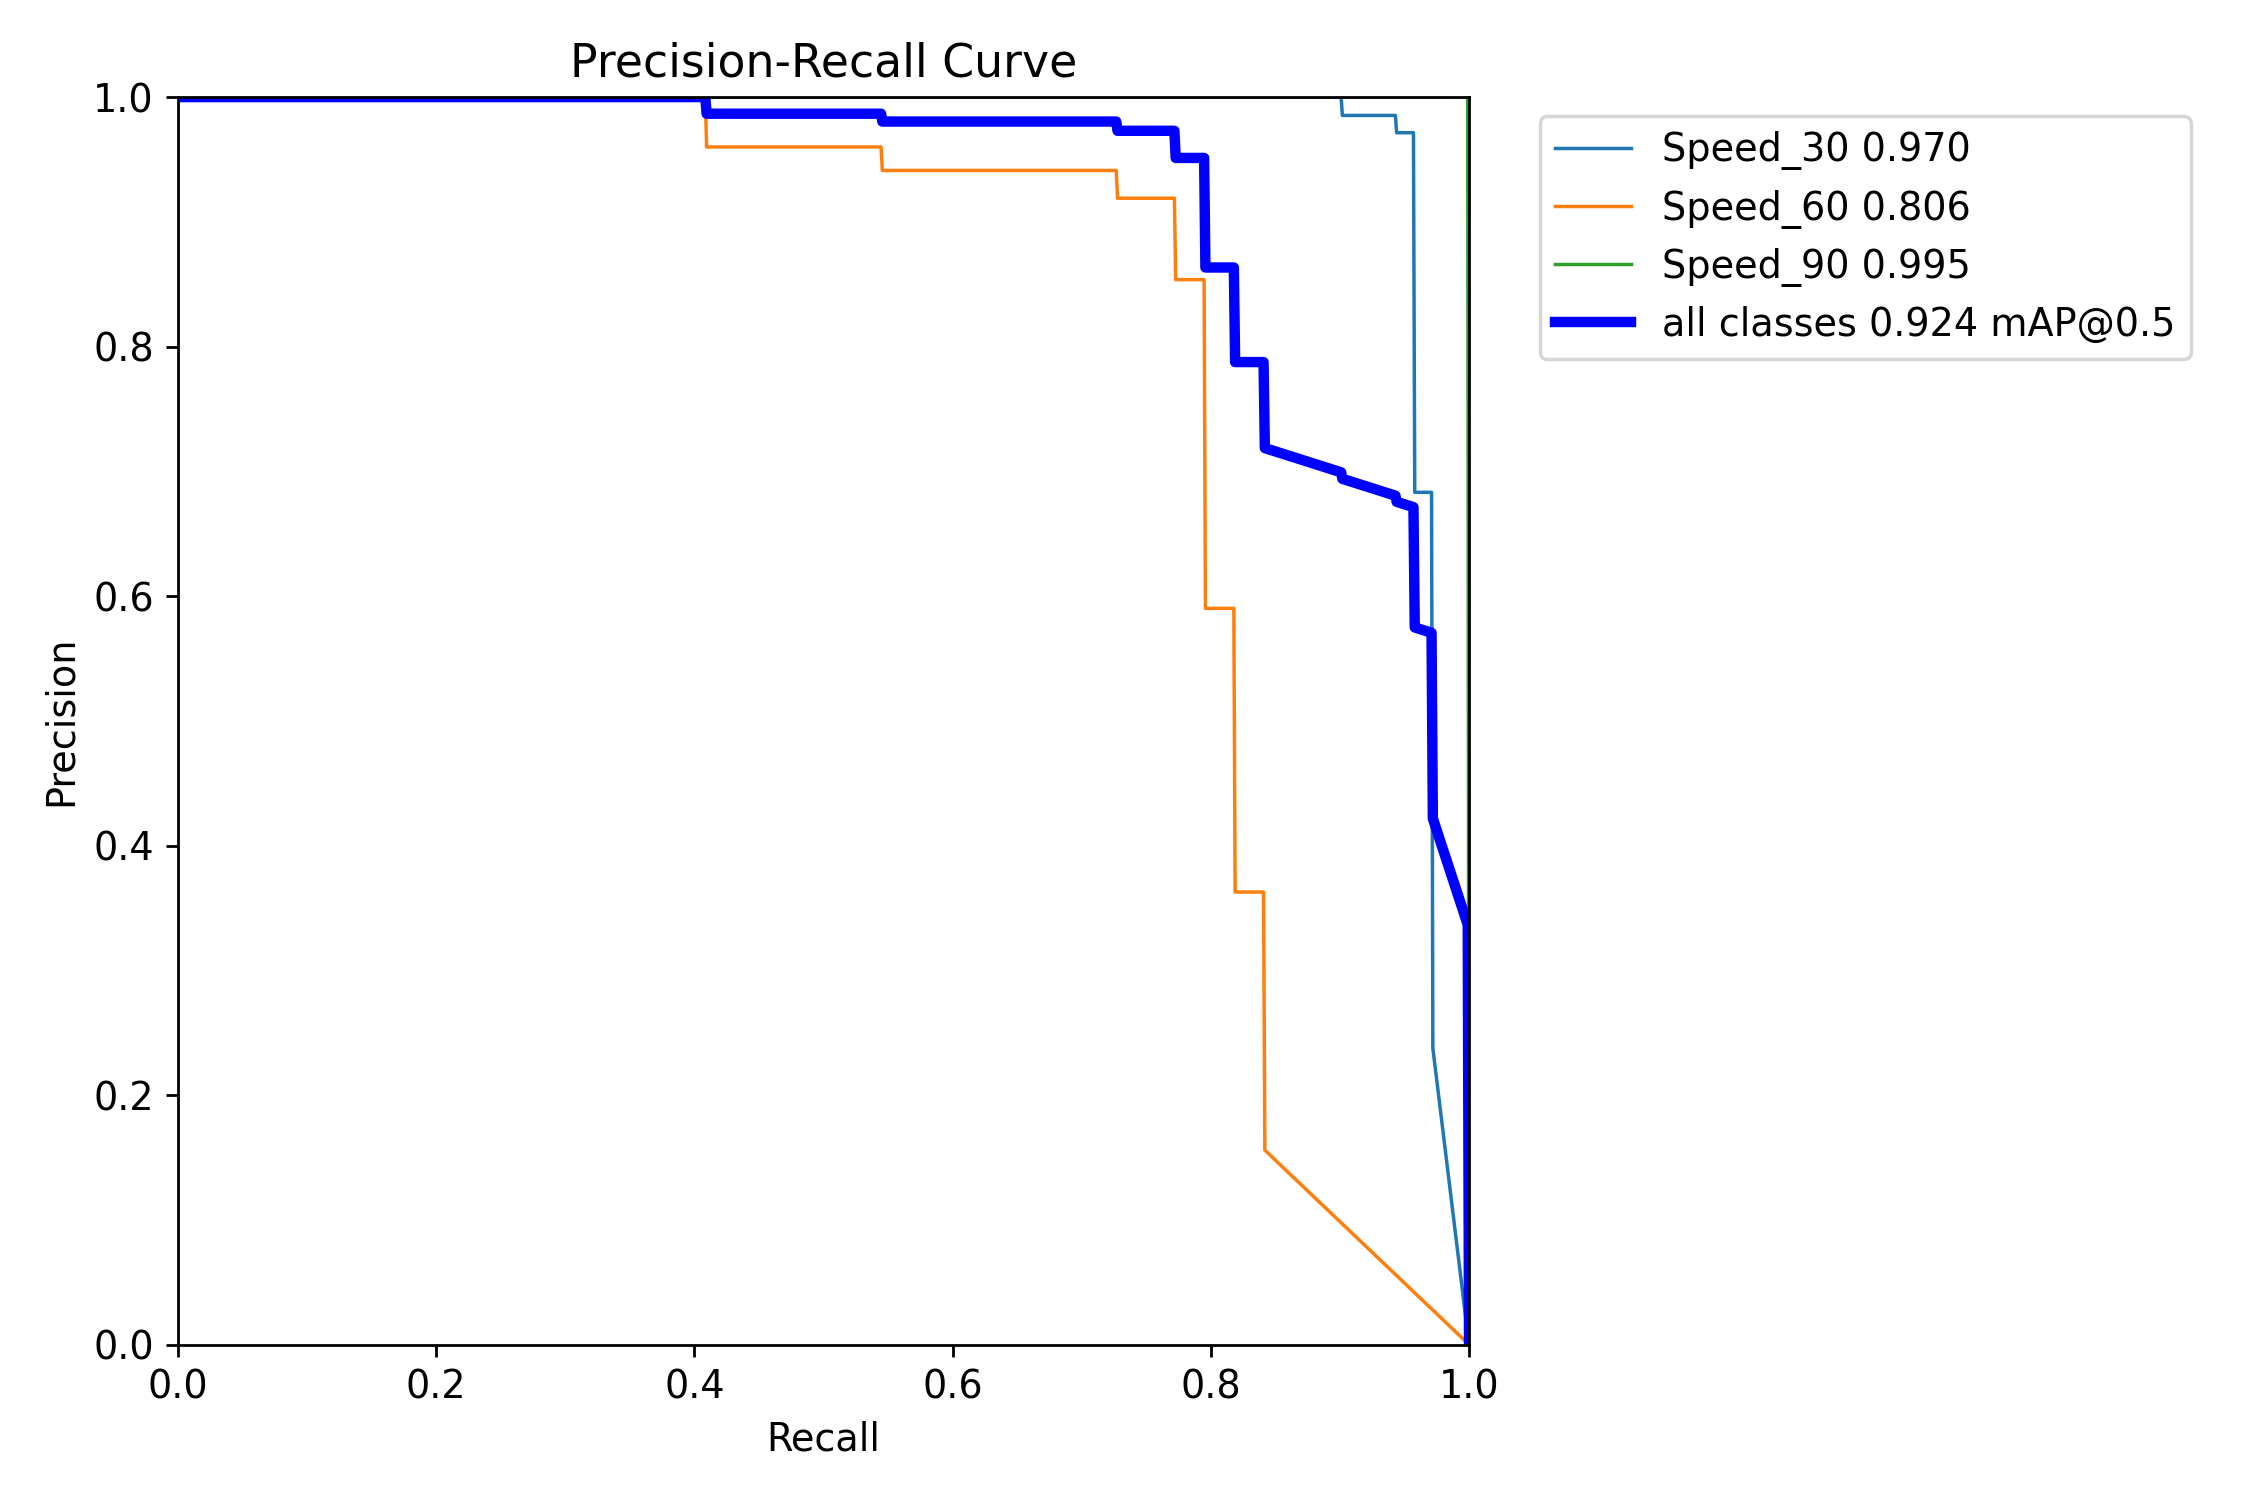 Precision-Recall Curve
1.0
0.8
0.6
0.4
0.2
0.0
Precision
0.0 0.2 0.4 0.6 0.8 1.0
Recall
Speed_30 0.970
Speed_60 0.806
Speed_90 0.995
all classes 0.924 mAP@0.5